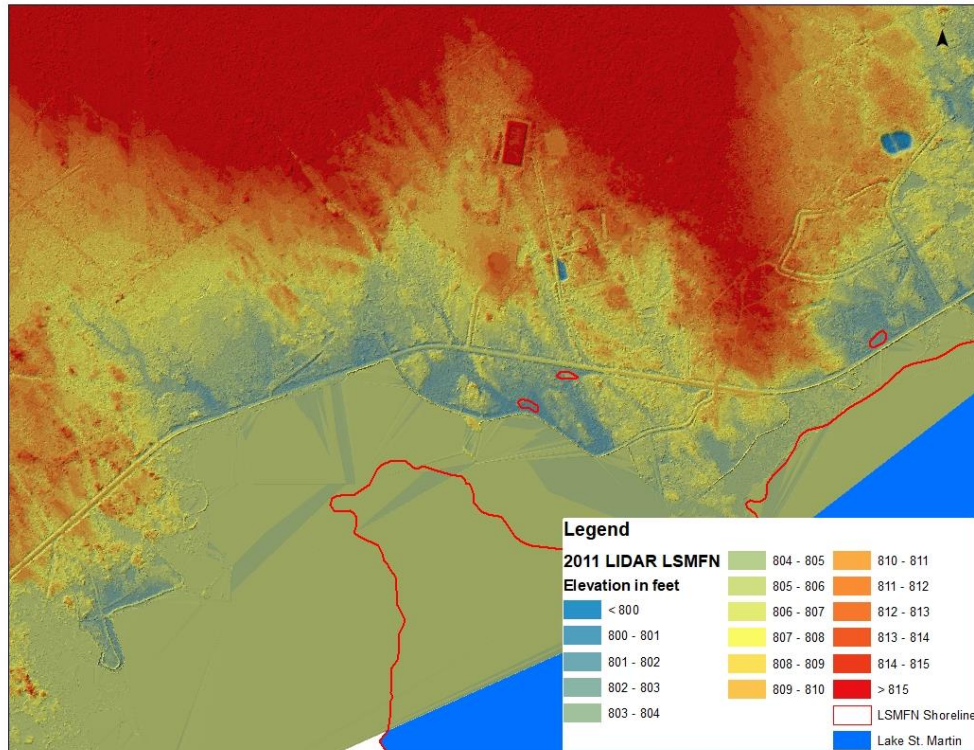 Legend
2011 LIDAR LSMFN
Elevation in feet
< 800
800 - 801
801 - 802
802 - 803
803 - 804
804 - 805
805 - 806
806 - 807
807 - 808
808 - 809
809 - 810
810 - 811
811 - 812
812 - 813
813 - 814
814 - 815
> 815
LSMFN Shoreline
Lake St. Martin